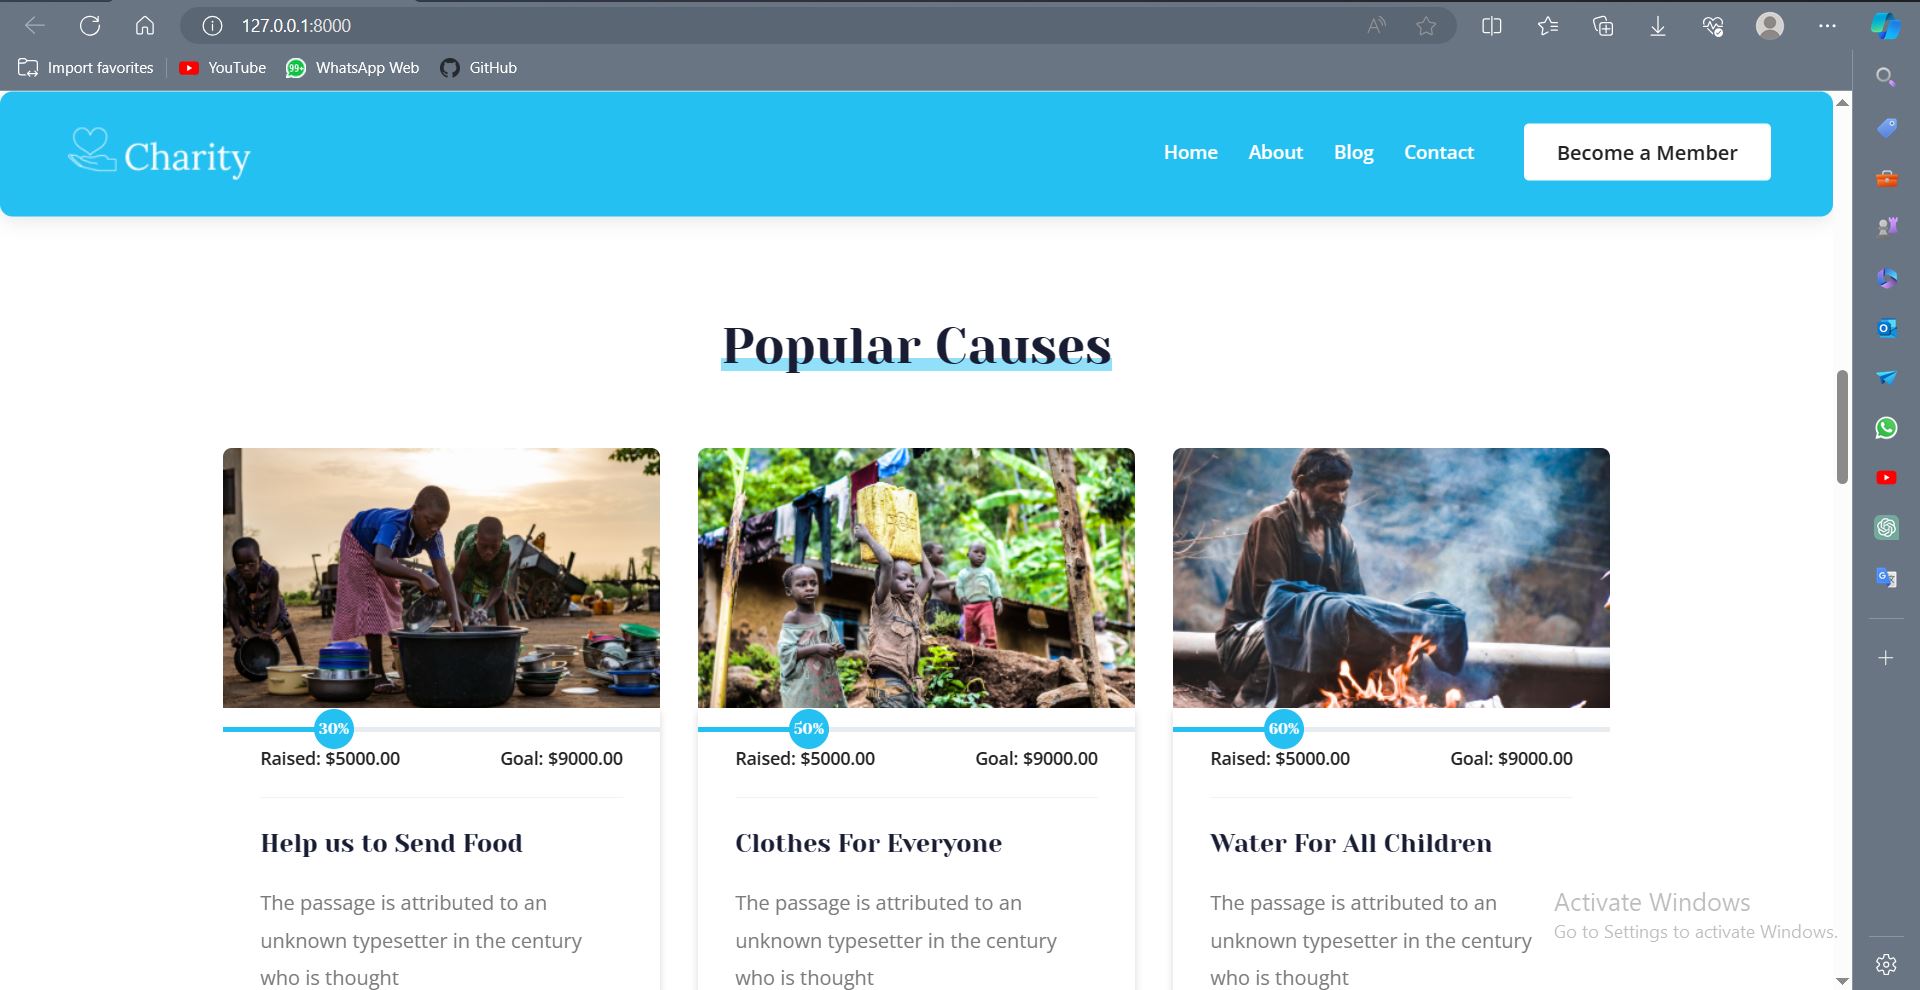 127.0.0.1:8000
Import favorites YouTube 99+ WhatsApp Web GitHub
Charity Home About Blog Contact Become a Member
Popular Causes
30% 50% 60%
Raised: $5000.00 Goal: $9000.00 Raised: $5000.00 Goal: $9000.00 Raised: $5000.00 Goal: $9000.00
Help us to Send Food
The passage is attributed to an
unknown typesetter in the century
who is thought
Clothes For Everyone
The passage is attributed to an
unknown typesetter in the century
who is thought
Water For All Children
The passage is attributed to an
unknown typesetter in the century
who is thought
Activate Windows
Go to Settings to activate Windows.